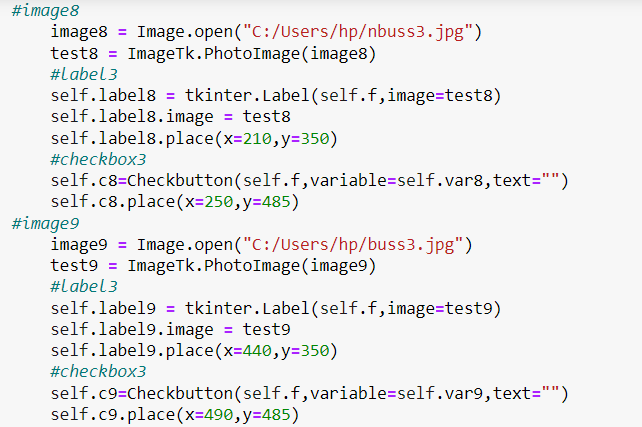 #image8
    image8 = Image.open("C:/Users/hp/nbuss3.jpg")
    test8 = ImageTk.PhotoImage(image8)
    #label3
    self.label8 = tkinter.Label(self.f,image=test8)
    self.label8.image = test8
    self.label8.place(x=210,y=350)
    #checkbox3
    self.c8=Checkbutton(self.f,variable=self.var8,text="")
    self.c8.place(x=250,y=485)
#image9
    image9 = Image.open("C:/Users/hp/buss3.jpg")
    test9 = ImageTk.PhotoImage(image9)
    #label3
    self.label9 = tkinter.Label(self.f,image=test9)
    self.label9.image = test9
    self.label9.place(x=440,y=350)
    #checkbox3
    self.c9=Checkbutton(self.f,variable=self.var9,text="")
    self.c9.place(x=490,y=485)